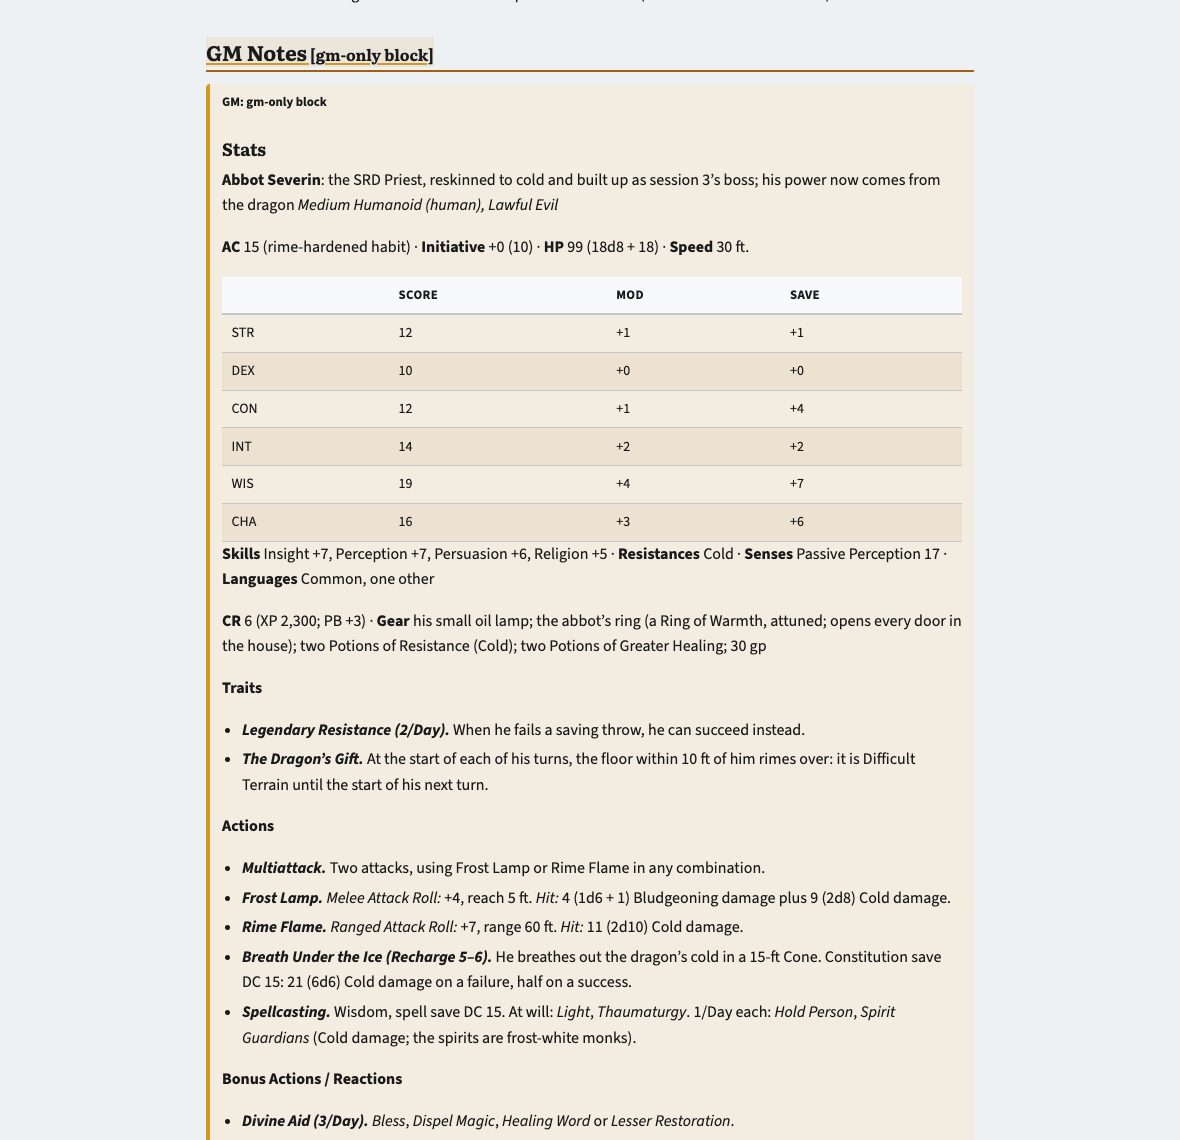 GM Notes [gm-only block]
GM: gm-only block
Stats
Abbot Severin: the SRD Priest, reskinned to cold and built up as session 3’s boss; his power now comes from
the dragon Medium Humanoid (human), Lawful Evil
AC 15 (rime-hardened habit) · Initiative +0 (10) · HP 99 (18d8 + 18) · Speed 30 ft.
SCORE MOD SAVE
STR 12 +1 +1
DEX 10 +0 +0
CON 12 +1 +4
INT 14 +2 +2
WIS 19 +4 +7
CHA 16 +3 +6
Skills Insight +7, Perception +7, Persuasion +6, Religion +5 · Resistances Cold · Senses Passive Perception 17 ·
Languages Common, one other
CR 6 (XP 2,300; PB +3) · Gear his small oil lamp; the abbot’s ring (a Ring of Warmth, attuned; opens every door in
the house); two Potions of Resistance (Cold); two Potions of Greater Healing; 30 gp
Traits
• Legendary Resistance (2/Day). When he fails a saving throw, he can succeed instead.
• The Dragon’s Gift. At the start of each of his turns, the floor within 10 ft of him rimes over: it is Difficult
Terrain until the start of his next turn.
Actions
• Multiattack. Two attacks, using Frost Lamp or Rime Flame in any combination.
• Frost Lamp. Melee Attack Roll: +4, reach 5 ft. Hit: 4 (1d6 + 1) Bludgeoning damage plus 9 (2d8) Cold damage.
• Rime Flame. Ranged Attack Roll: +7, range 60 ft. Hit: 11 (2d10) Cold damage.
• Breath Under the Ice (Recharge 5–6). He breathes out the dragon’s cold in a 15-ft Cone. Constitution save
DC 15: 21 (6d6) Cold damage on a failure, half on a success.
• Spellcasting. Wisdom, spell save DC 15. At will: Light, Thaumaturgy. 1/Day each: Hold Person, Spirit
Guardians (Cold damage; the spirits are frost-white monks).
Bonus Actions / Reactions
• Divine Aid (3/Day). Bless, Dispel Magic, Healing Word or Lesser Restoration.